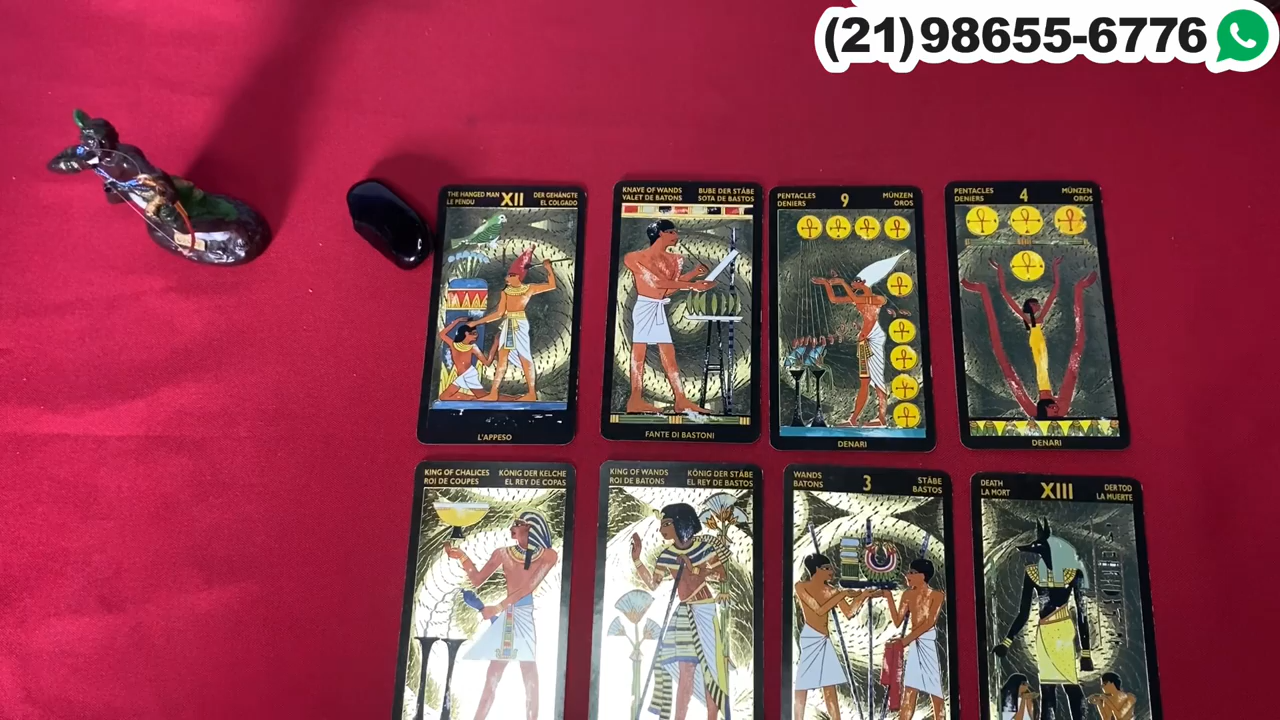 (21)98655-6776
THE HANGED MAN XII DER GEHÄNGTE
LE PENDU EL COLGADO
L'APPESO
KNAVE OF WANDS BUBE DER STÄBE
VALET DE BATONS SOTA DE BASTOS
FANTE DI BASTONI
PENTACLES 9 MÜNZEN
DENIERS OROS
DENARI
PENTACLES 4 MÜNZEN
DENIERS OROS
DENARI
KING OF CHALICES KÖNIG DER KELCHE
ROI DE COUPES EL REY DE COPAS
KING OF WANDS KÖNIG DER STÄBE
ROI DE BATONS EL REY DE BASTOS
WANDS 3 STÄBE
BATONS BASTOS
DEATH XIII DER TOD
LA MORT LA MUERTE